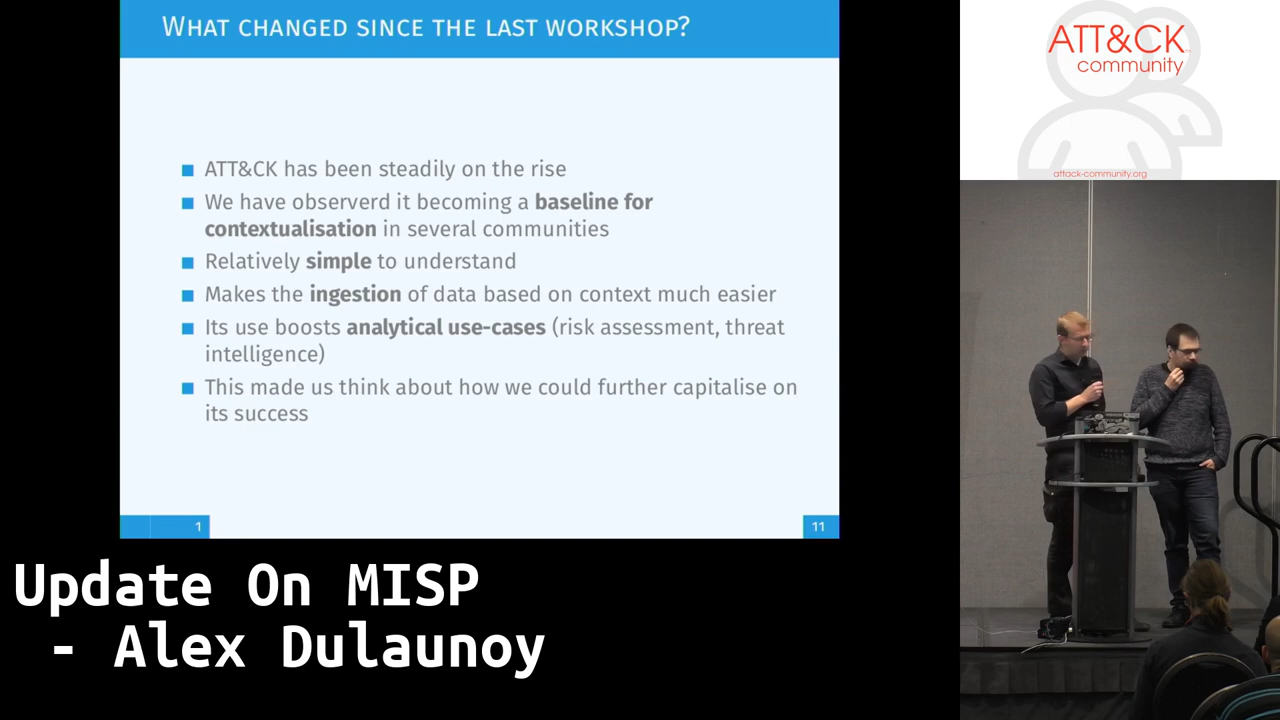 WHAT CHANGED SINCE THE LAST WORKSHOP?
ATT&CK has been steadily on the rise
We have observerd it becoming a baseline for
contextualisation in several communities
Relatively simple to understand
Makes the ingestion of data based on context much easier
Its use boosts analytical use-cases (risk assessment, threat
intelligence)
This made us think about how we could further capitalise on
its success
1
11
Update On MISP
- Alex Dulaunoy
ATT&CK
community
attack-community.org